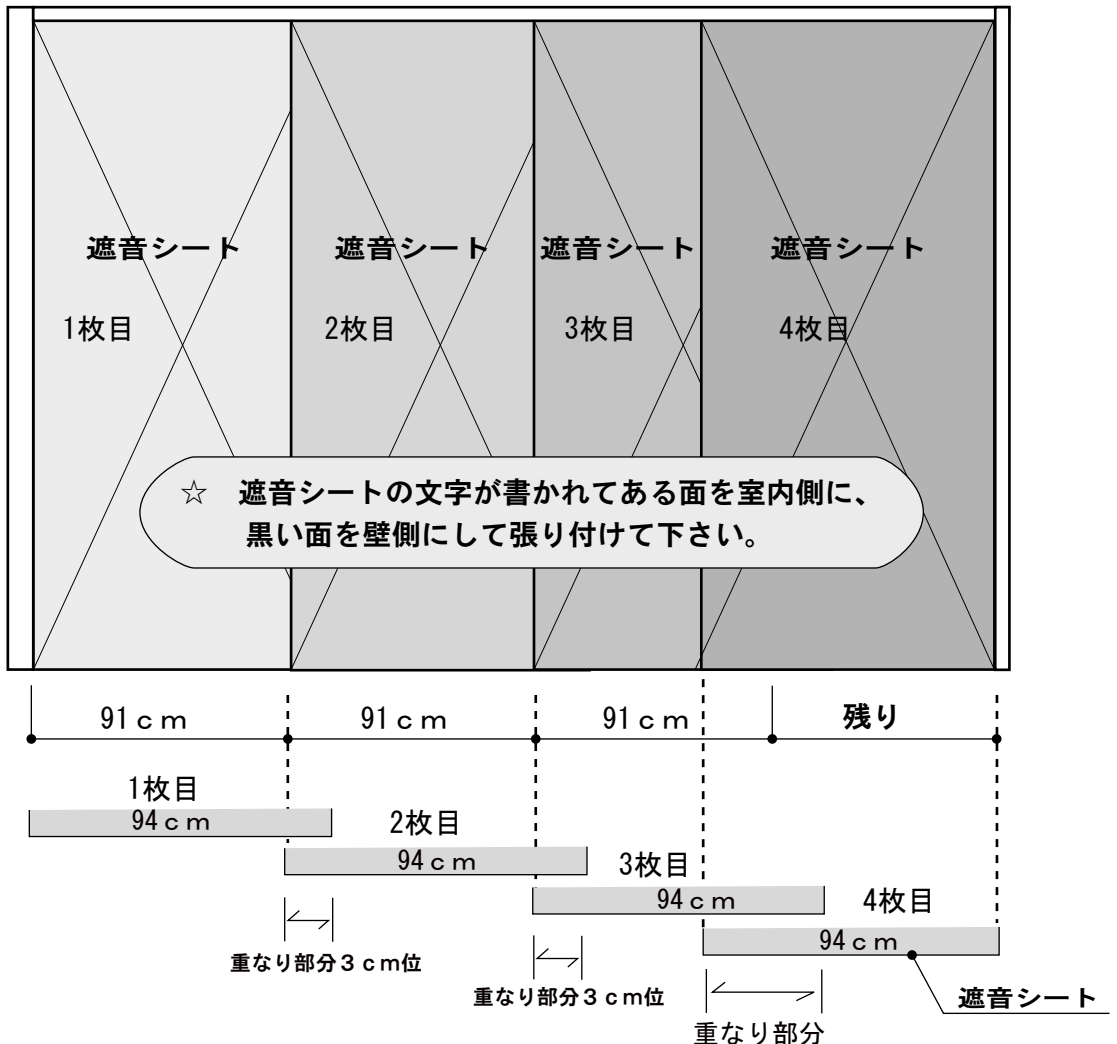 遮音シート
1枚目
遮音シート
2枚目
遮音シート
3枚目
遮音シート
4枚目
☆ 遮音シートの文字が書かれてある面を室内側に、
黒い面を壁側にして張り付けて下さい。
91ｃｍ
91ｃｍ
91ｃｍ
残り
1枚目
94ｃｍ
2枚目
94ｃｍ
3枚目
94ｃｍ
4枚目
94ｃｍ
重なり部分３ｃｍ位
重なり部分３ｃｍ位
重なり部分
遮音シート